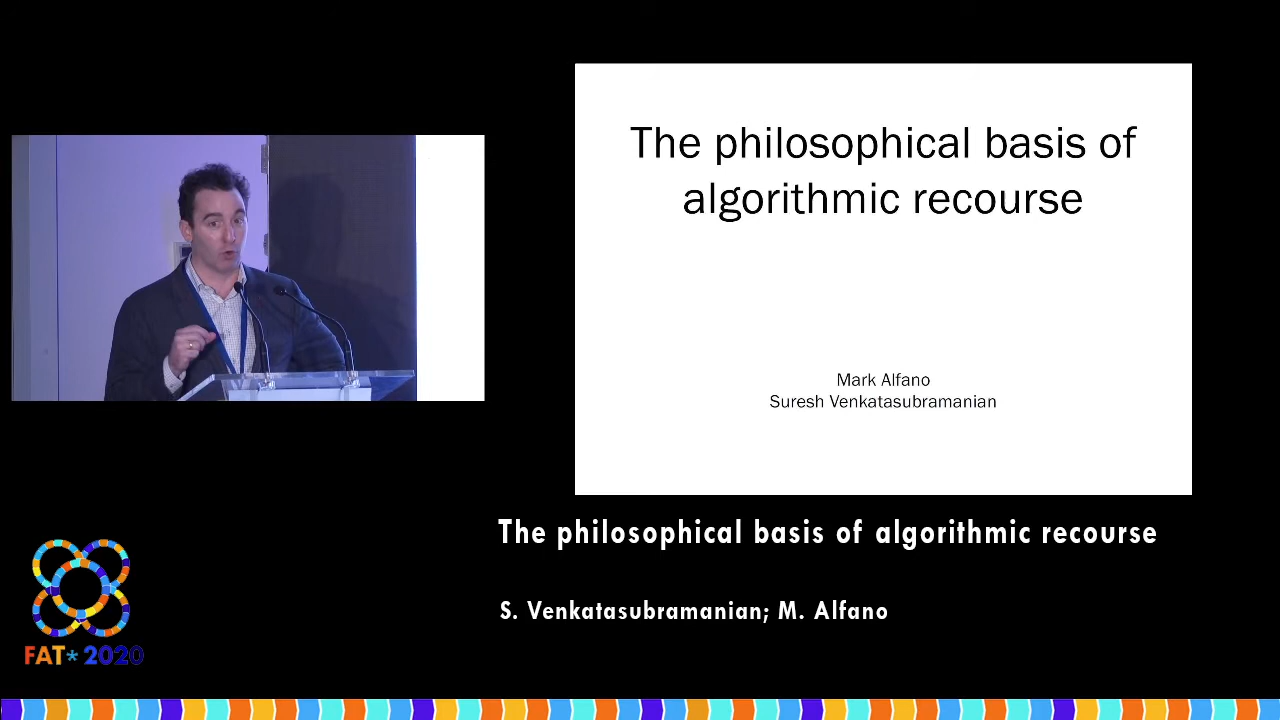 The philosophical basis of
algorithmic recourse
Mark Alfano
Suresh Venkatasubramanian
The philosophical basis of algorithmic recourse
S. Venkatasubramanian; M. Alfano
FAT* 2020